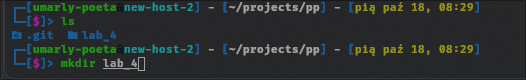 ┌─[umarly-poeta@new-host-2] - [~/projects/pp] - [pią paź 18, 08:29]
└─[$]> ls
.git lab_4
┌─[umarly-poeta@new-host-2] - [~/projects/pp] - [pią paź 18, 08:29]
└─[$]> mkdir lab_4